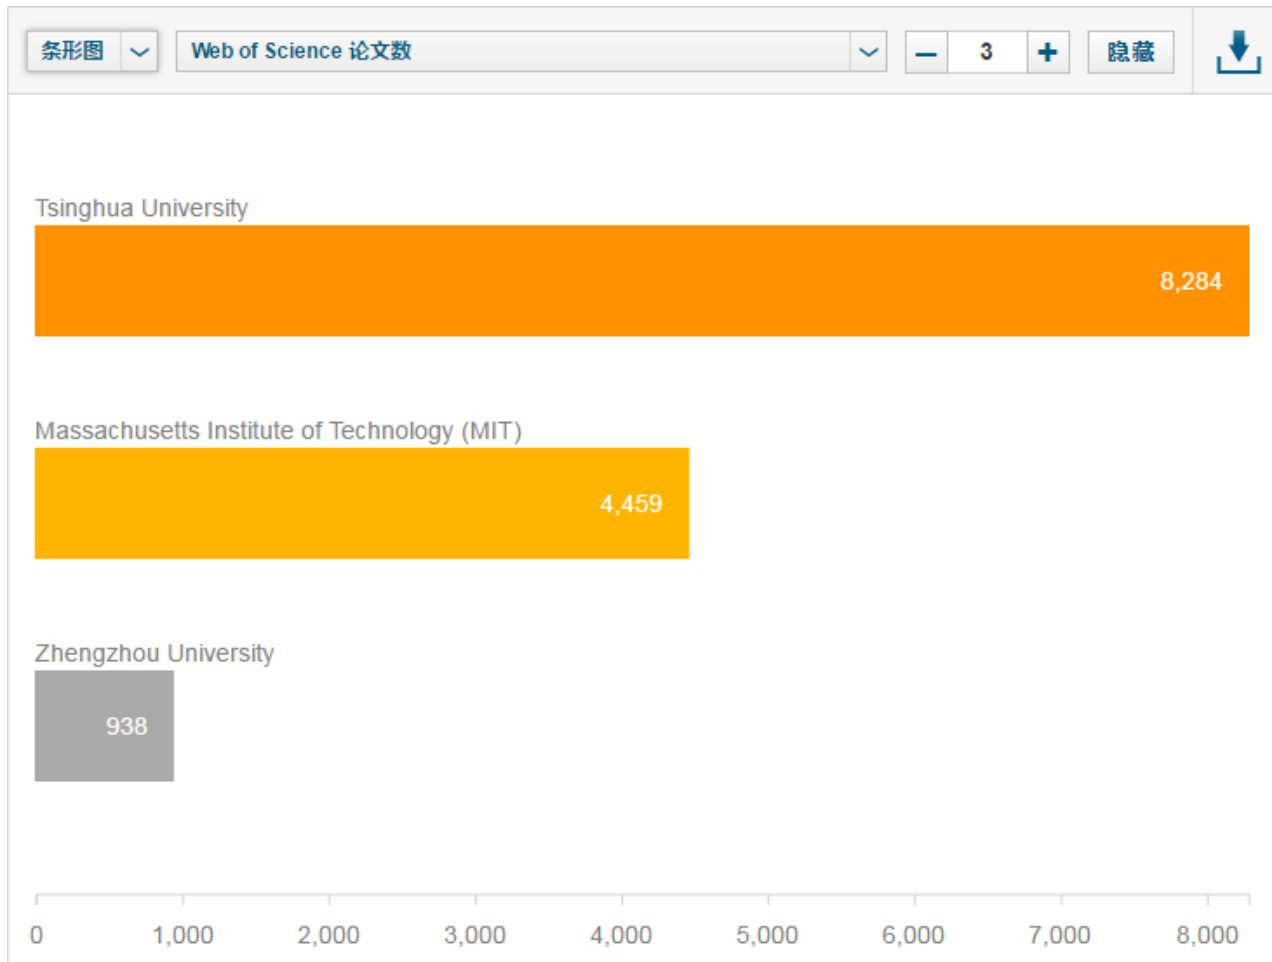 条形图 Web of Science 论文数 — 3 + 隐藏
Tsinghua University
8,284
Massachusetts Institute of Technology (MIT)
4,459
Zhengzhou University
938
0 1,000 2,000 3,000 4,000 5,000 6,000 7,000 8,000